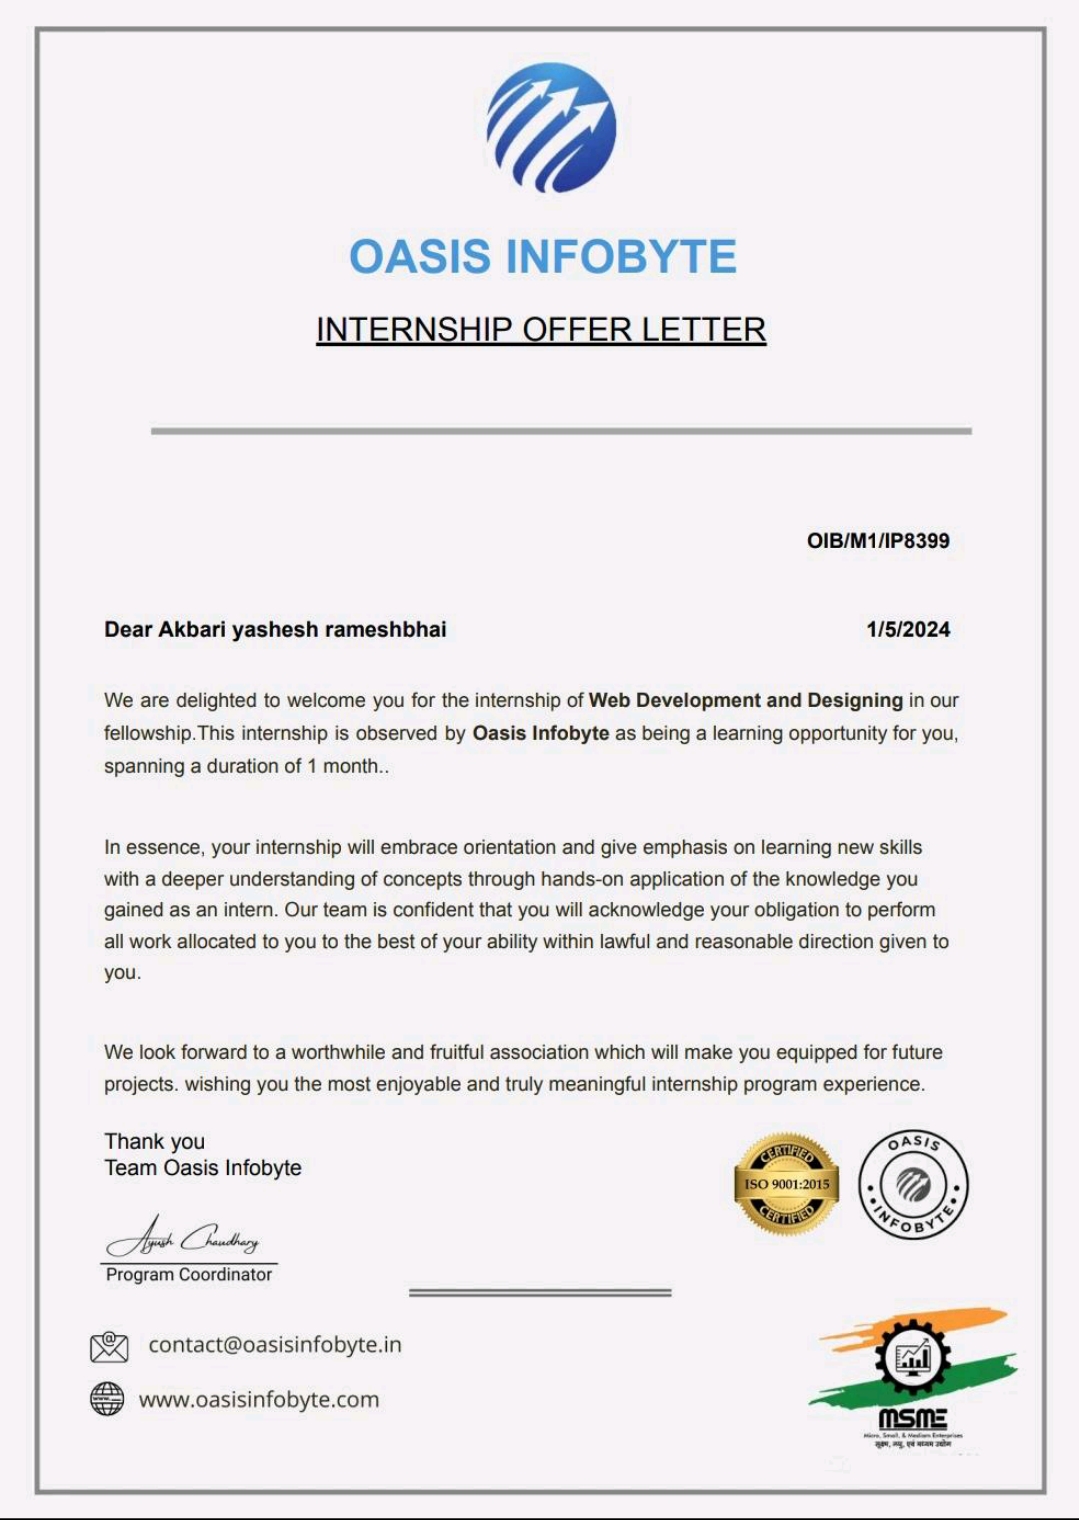 OASIS INFOBYTE
INTERNSHIP OFFER LETTER
OIB/M1/IP8399
Dear Akbari yashesh rameshbhai 1/5/2024
We are delighted to welcome you for the internship of Web Development and Designing in our
fellowship.This internship is observed by Oasis Infobyte as being a learning opportunity for you,
spanning a duration of 1 month..
In essence, your internship will embrace orientation and give emphasis on learning new skills
with a deeper understanding of concepts through hands-on application of the knowledge you
gained as an intern. Our team is confident that you will acknowledge your obligation to perform
all work allocated to you to the best of your ability within lawful and reasonable direction given to
you.
We look forward to a worthwhile and fruitful association which will make you equipped for future
projects. wishing you the most enjoyable and truly meaningful internship program experience.
Thank you
Team Oasis Infobyte
CERTIFIED
ISO 9001:2015
CERTIFIED
OASIS
INFOBYTE
Ayush Chaudhary
Program Coordinator
contact@oasisinfobyte.in
www.oasisinfobyte.com
MSME
Micro, Small, & Medium Enterprises
सूक्ष्म, लघु, एवं मध्यम उद्योग